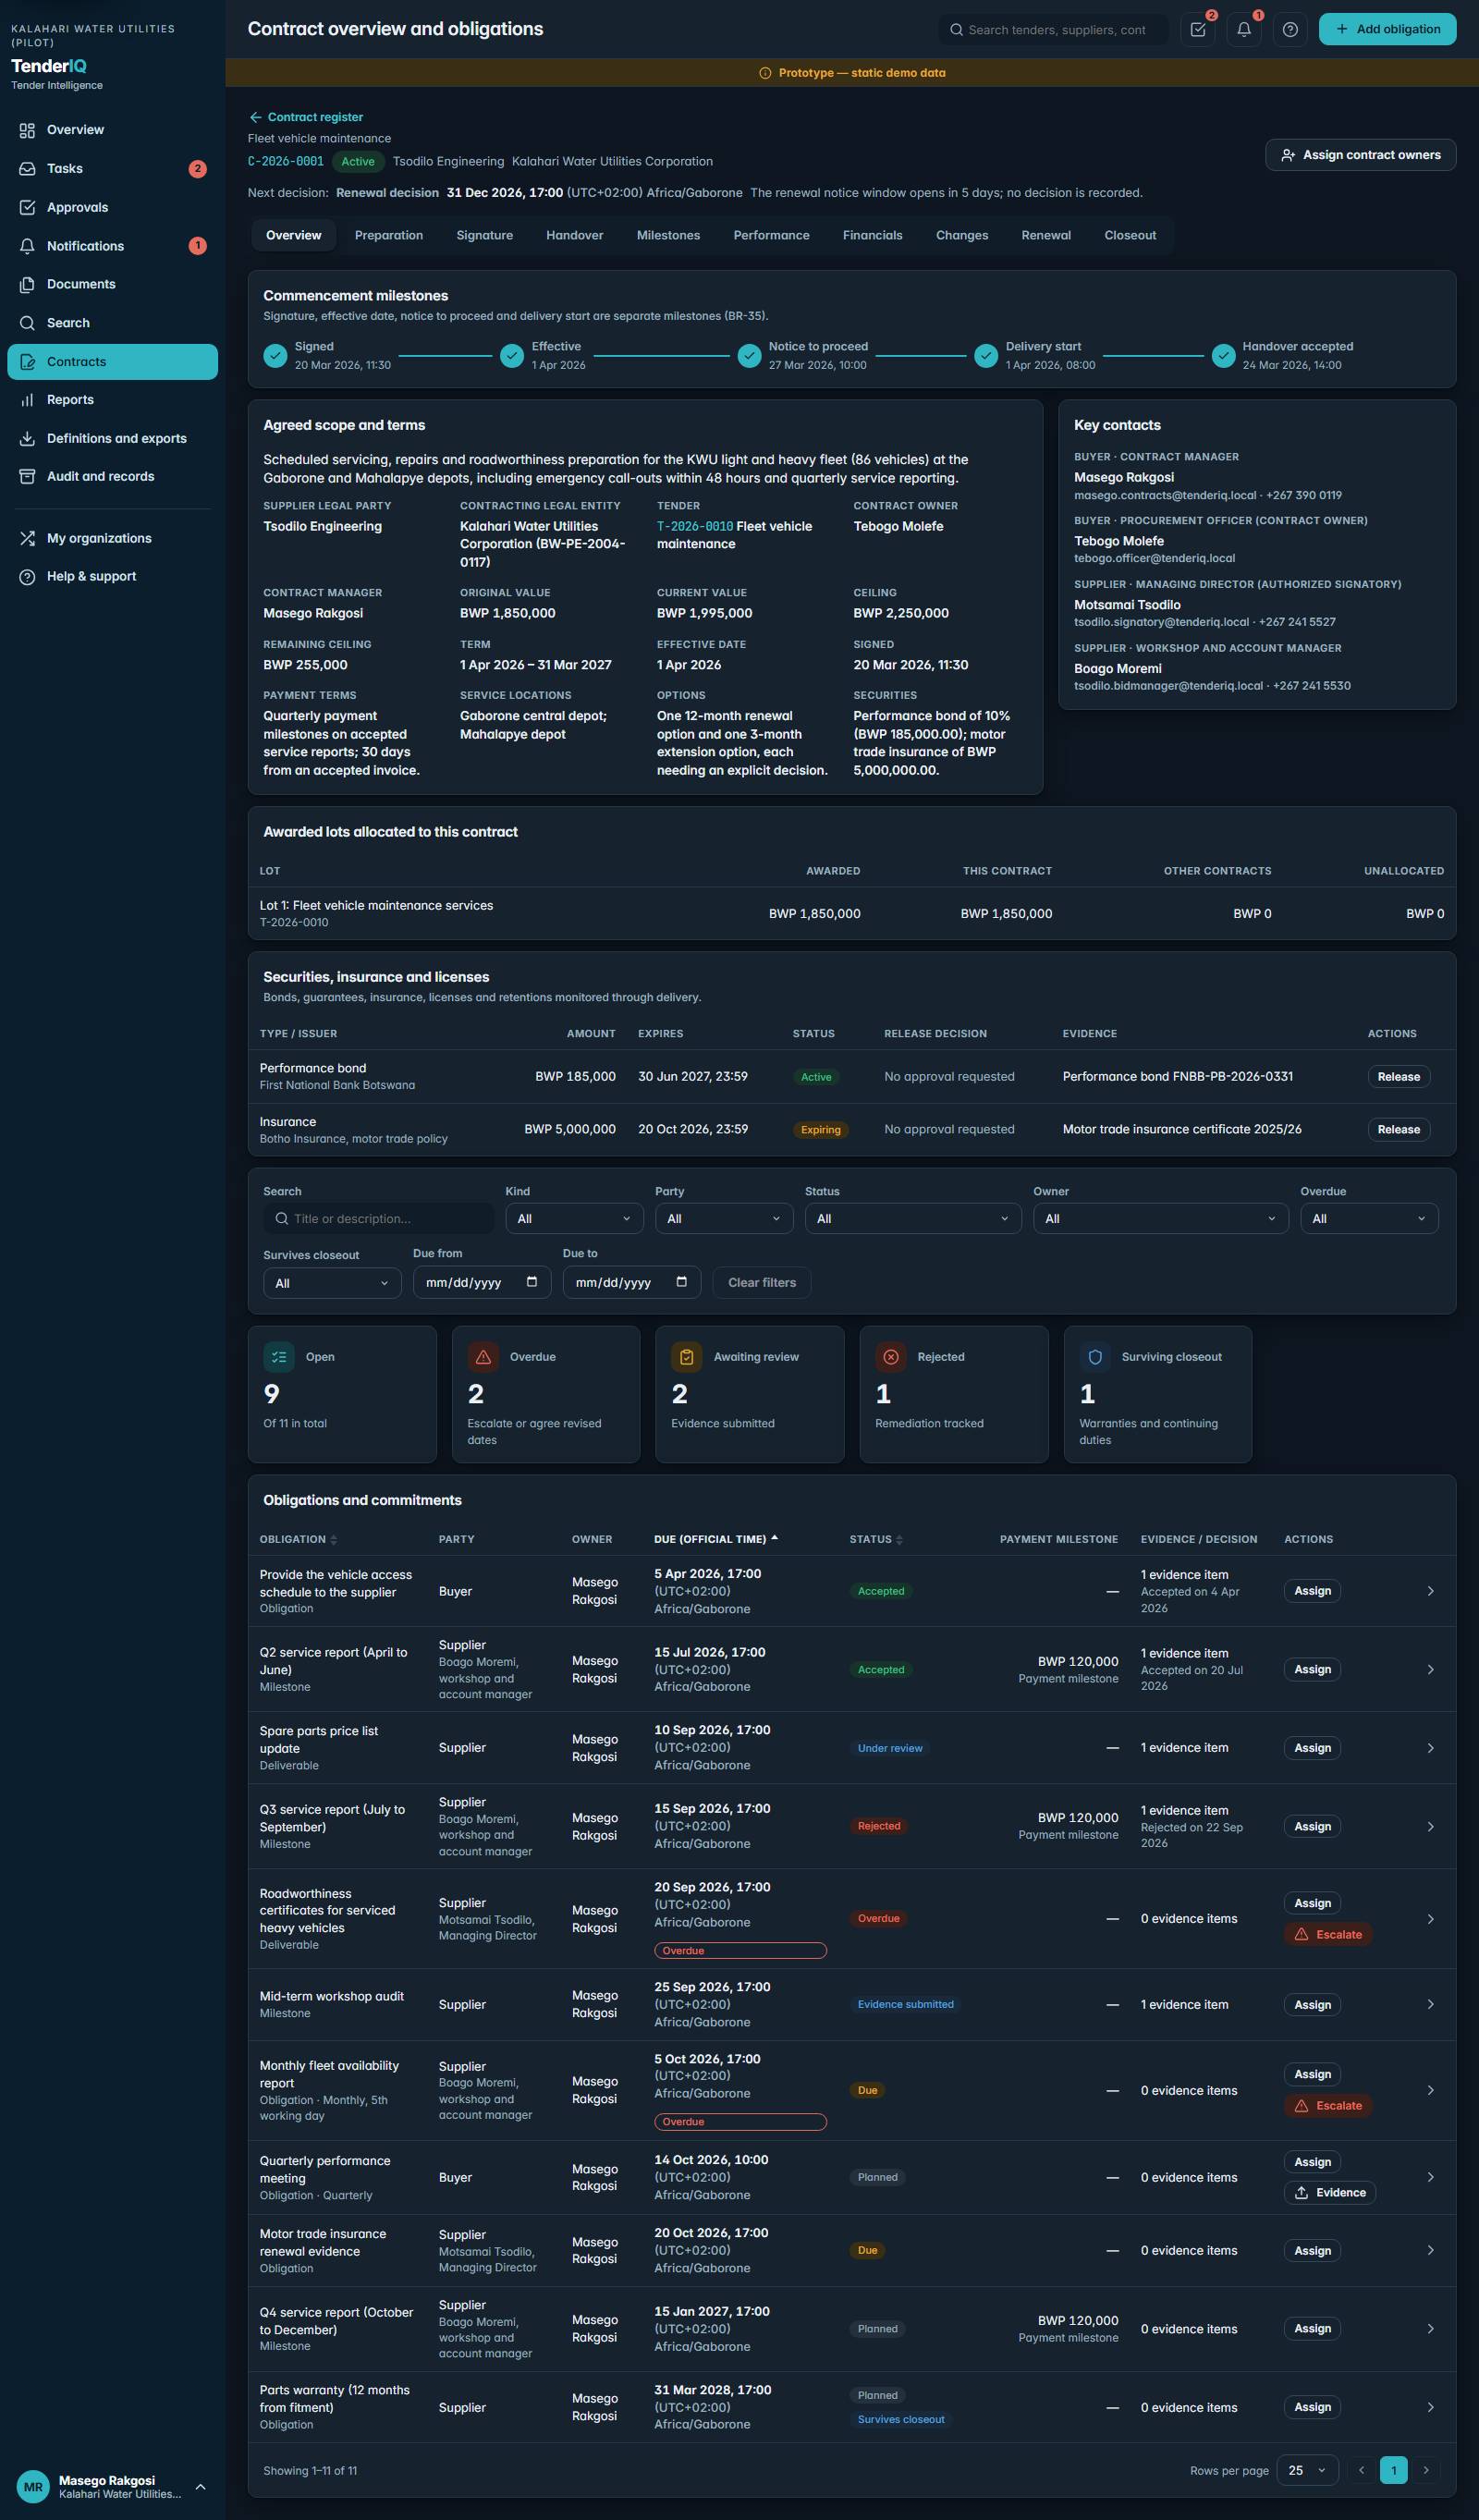 KALAHARI WATER UTILITIES
(PILOT)
TenderIQ
Tender Intelligence
Overview
Tasks 2
Approvals
Notifications 1
Documents
Search
Contracts
Reports
Definitions and exports
Audit and records
My organizations
Help & support
MR
Masego Rakgosi
Kalahari Water Utilities...
Contract overview and obligations
Search tenders, suppliers, cont
2
1
Add obligation
Prototype — static demo data
Contract register
Fleet vehicle maintenance
C-2026-0001 Active Tsodilo Engineering Kalahari Water Utilities Corporation
Assign contract owners
Next decision: Renewal decision 31 Dec 2026, 17:00 (UTC+02:00) Africa/Gaborone The renewal notice window opens in 5 days; no decision is recorded.
Overview Preparation Signature Handover Milestones Performance Financials Changes Renewal Closeout
Commencement milestones
Signature, effective date, notice to proceed and delivery start are separate milestones (BR-35).
Signed
20 Mar 2026, 11:30
Effective
1 Apr 2026
Notice to proceed
27 Mar 2026, 10:00
Delivery start
1 Apr 2026, 08:00
Handover accepted
24 Mar 2026, 14:00
Agreed scope and terms
Scheduled servicing, repairs and roadworthiness preparation for the KWU light and heavy fleet (86 vehicles) at the
Gaborone and Mahalapye depots, including emergency call-outs within 48 hours and quarterly service reporting.
SUPPLIER LEGAL PARTY
Tsodilo Engineering
CONTRACTING LEGAL ENTITY
Kalahari Water Utilities
Corporation (BW-PE-2004-
0117)
TENDER
T-2026-0010 Fleet vehicle
maintenance
CONTRACT OWNER
Tebogo Molefe
CONTRACT MANAGER
Masego Rakgosi
ORIGINAL VALUE
BWP 1,850,000
CURRENT VALUE
BWP 1,995,000
CEILING
BWP 2,250,000
REMAINING CEILING
BWP 255,000
TERM
1 Apr 2026 – 31 Mar 2027
EFFECTIVE DATE
1 Apr 2026
SIGNED
20 Mar 2026, 11:30
PAYMENT TERMS
Quarterly payment
milestones on accepted
service reports; 30 days
from an accepted invoice.
SERVICE LOCATIONS
Gaborone central depot;
Mahalapye depot
OPTIONS
One 12-month renewal
option and one 3-month
extension option, each
needing an explicit decision.
SECURITIES
Performance bond of 10%
(BWP 185,000.00); motor
trade insurance of BWP
5,000,000.00.
Key contacts
BUYER · CONTRACT MANAGER
Masego Rakgosi
masego.contracts@tenderiq.local · +267 390 0119
BUYER · PROCUREMENT OFFICER (CONTRACT OWNER)
Tebogo Molefe
tebogo.officer@tenderiq.local
SUPPLIER · MANAGING DIRECTOR (AUTHORIZED SIGNATORY)
Motsamai Tsodilo
tsodilo.signatory@tenderiq.local · +267 241 5527
SUPPLIER · WORKSHOP AND ACCOUNT MANAGER
Boago Moremi
tsodilo.bidmanager@tenderiq.local · +267 241 5530
Awarded lots allocated to this contract
LOT AWARDED THIS CONTRACT OTHER CONTRACTS UNALLOCATED
Lot 1: Fleet vehicle maintenance services
T-2026-0010
BWP 1,850,000 BWP 1,850,000 BWP 0 BWP 0
Securities, insurance and licenses
Bonds, guarantees, insurance, licenses and retentions monitored through delivery.
TYPE / ISSUER AMOUNT EXPIRES STATUS RELEASE DECISION EVIDENCE ACTIONS
Performance bond
First National Bank Botswana
BWP 185,000 30 Jun 2027, 23:59 Active No approval requested Performance bond FNBB-PB-2026-0331 Release
Insurance
Botho Insurance, motor trade policy
BWP 5,000,000 20 Oct 2026, 23:59 Expiring No approval requested Motor trade insurance certificate 2025/26 Release
Search Kind Party Status Owner Overdue
Title or description... All All All All All
Survives closeout Due from Due to
All mm/dd/yyyy mm/dd/yyyy Clear filters
Open
9
Of 11 in total
Overdue
2
Escalate or agree revised
dates
Awaiting review
2
Evidence submitted
Rejected
1
Remediation tracked
Surviving closeout
1
Warranties and continuing
duties
Obligations and commitments
OBLIGATION PARTY OWNER DUE (OFFICIAL TIME) STATUS PAYMENT MILESTONE EVIDENCE / DECISION ACTIONS
Provide the vehicle access
schedule to the supplier
Obligation
Buyer
Masego
Rakgosi
5 Apr 2026, 17:00
(UTC+02:00)
Africa/Gaborone
Accepted
—
1 evidence item
Accepted on 4 Apr
2026
Assign
Q2 service report (April to
June)
Milestone
Supplier
Boago Moremi,
workshop and
account manager
Masego
Rakgosi
15 Jul 2026, 17:00
(UTC+02:00)
Africa/Gaborone
Accepted
BWP 120,000
Payment milestone
1 evidence item
Accepted on 20 Jul
2026
Assign
Spare parts price list
update
Deliverable
Supplier
Masego
Rakgosi
10 Sep 2026, 17:00
(UTC+02:00)
Africa/Gaborone
Under review
—
1 evidence item
Assign
Q3 service report (July to
September)
Milestone
Supplier
Boago Moremi,
workshop and
account manager
Masego
Rakgosi
15 Sep 2026, 17:00
(UTC+02:00)
Africa/Gaborone
Rejected
BWP 120,000
Payment milestone
1 evidence item
Rejected on 22 Sep
2026
Assign
Roadworthiness
certificates for serviced
heavy vehicles
Deliverable
Supplier
Motsamai Tsodilo,
Managing Director
Masego
Rakgosi
20 Sep 2026, 17:00
(UTC+02:00)
Africa/Gaborone
Overdue
Overdue
—
0 evidence items
Assign
Escalate
Mid-term workshop audit
Milestone
Supplier
Masego
Rakgosi
25 Sep 2026, 17:00
(UTC+02:00)
Africa/Gaborone
Evidence submitted
—
1 evidence item
Assign
Monthly fleet availability
report
Obligation · Monthly, 5th
working day
Supplier
Boago Moremi,
workshop and
account manager
Masego
Rakgosi
5 Oct 2026, 17:00
(UTC+02:00)
Africa/Gaborone
Overdue
Due
—
0 evidence items
Assign
Escalate
Quarterly performance
meeting
Obligation · Quarterly
Buyer
Masego
Rakgosi
14 Oct 2026, 10:00
(UTC+02:00)
Africa/Gaborone
Planned
—
0 evidence items
Assign
Evidence
Motor trade insurance
renewal evidence
Obligation
Supplier
Motsamai Tsodilo,
Managing Director
Masego
Rakgosi
20 Oct 2026, 17:00
(UTC+02:00)
Africa/Gaborone
Due
—
0 evidence items
Assign
Q4 service report (October
to December)
Milestone
Supplier
Boago Moremi,
workshop and
account manager
Masego
Rakgosi
15 Jan 2027, 17:00
(UTC+02:00)
Africa/Gaborone
Planned
BWP 120,000
Payment milestone
0 evidence items
Assign
Parts warranty (12 months
from fitment)
Obligation
Supplier
Masego
Rakgosi
31 Mar 2028, 17:00
(UTC+02:00)
Africa/Gaborone
Planned
Survives closeout
—
0 evidence items
Assign
Showing 1–11 of 11
Rows per page 25 1